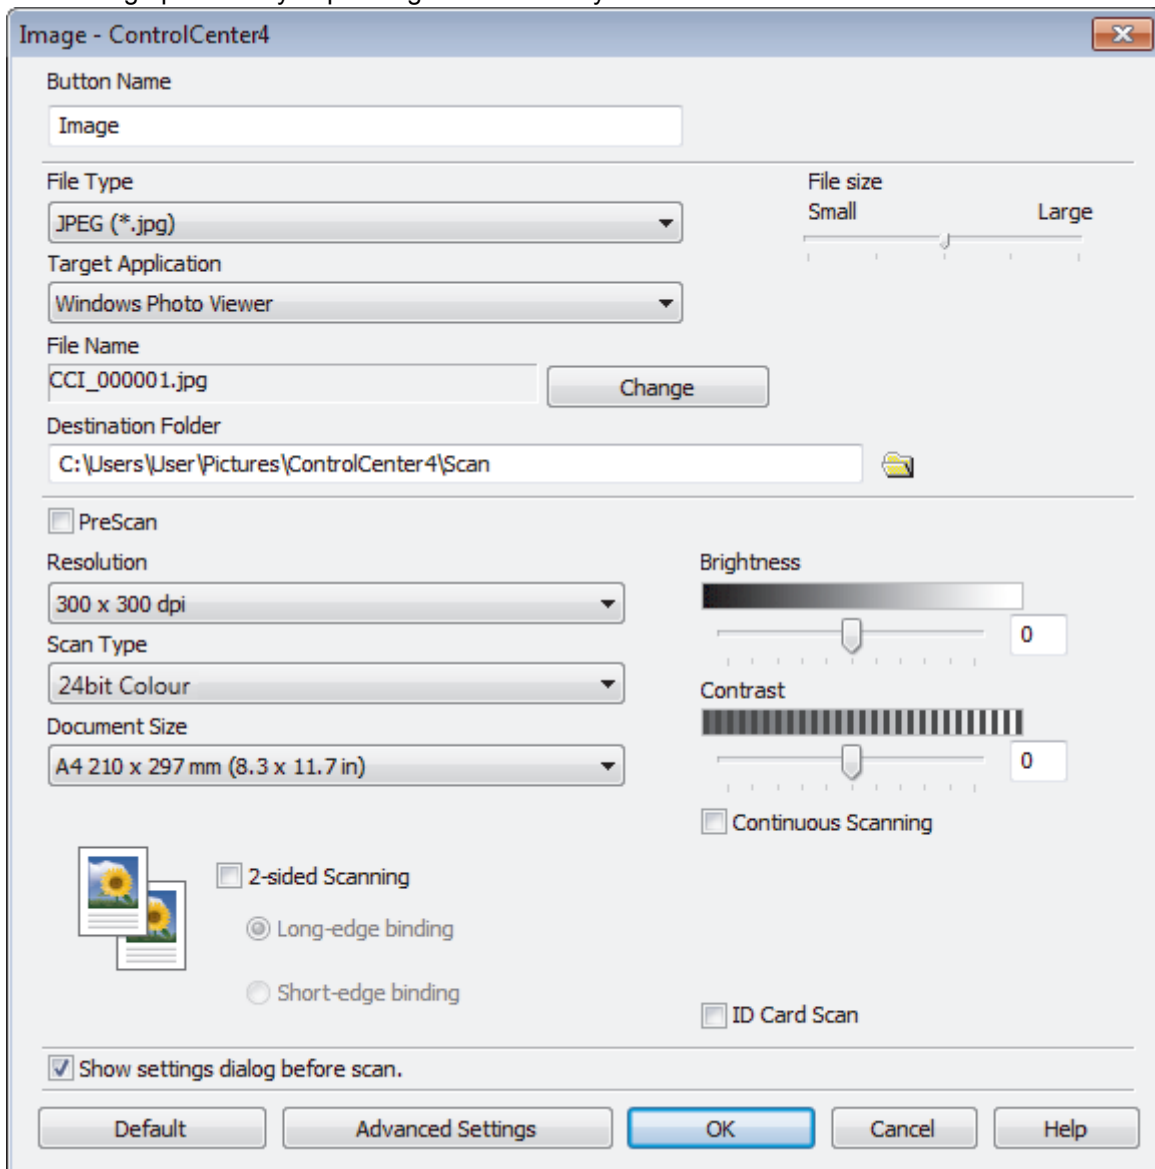 Image - ControlCenter4
Button Name
Image
File Type
File size
JPEG (*.jpg)
Small Large
Target Application
Windows Photo Viewer
File Name
CCI_000001.jpg
Change
Destination Folder
C:\Users\User\Pictures\ControlCenter4\Scan
PreScan
Resolution
300 x 300 dpi
Scan Type
24bit Colour
Document Size
A4 210 x 297 mm (8.3 x 11.7 in)
Brightness
0
Contrast
0
Continuous Scanning
2-sided Scanning
Long-edge binding
Short-edge binding
ID Card Scan
Show settings dialog before scan.
Default Advanced Settings OK Cancel Help